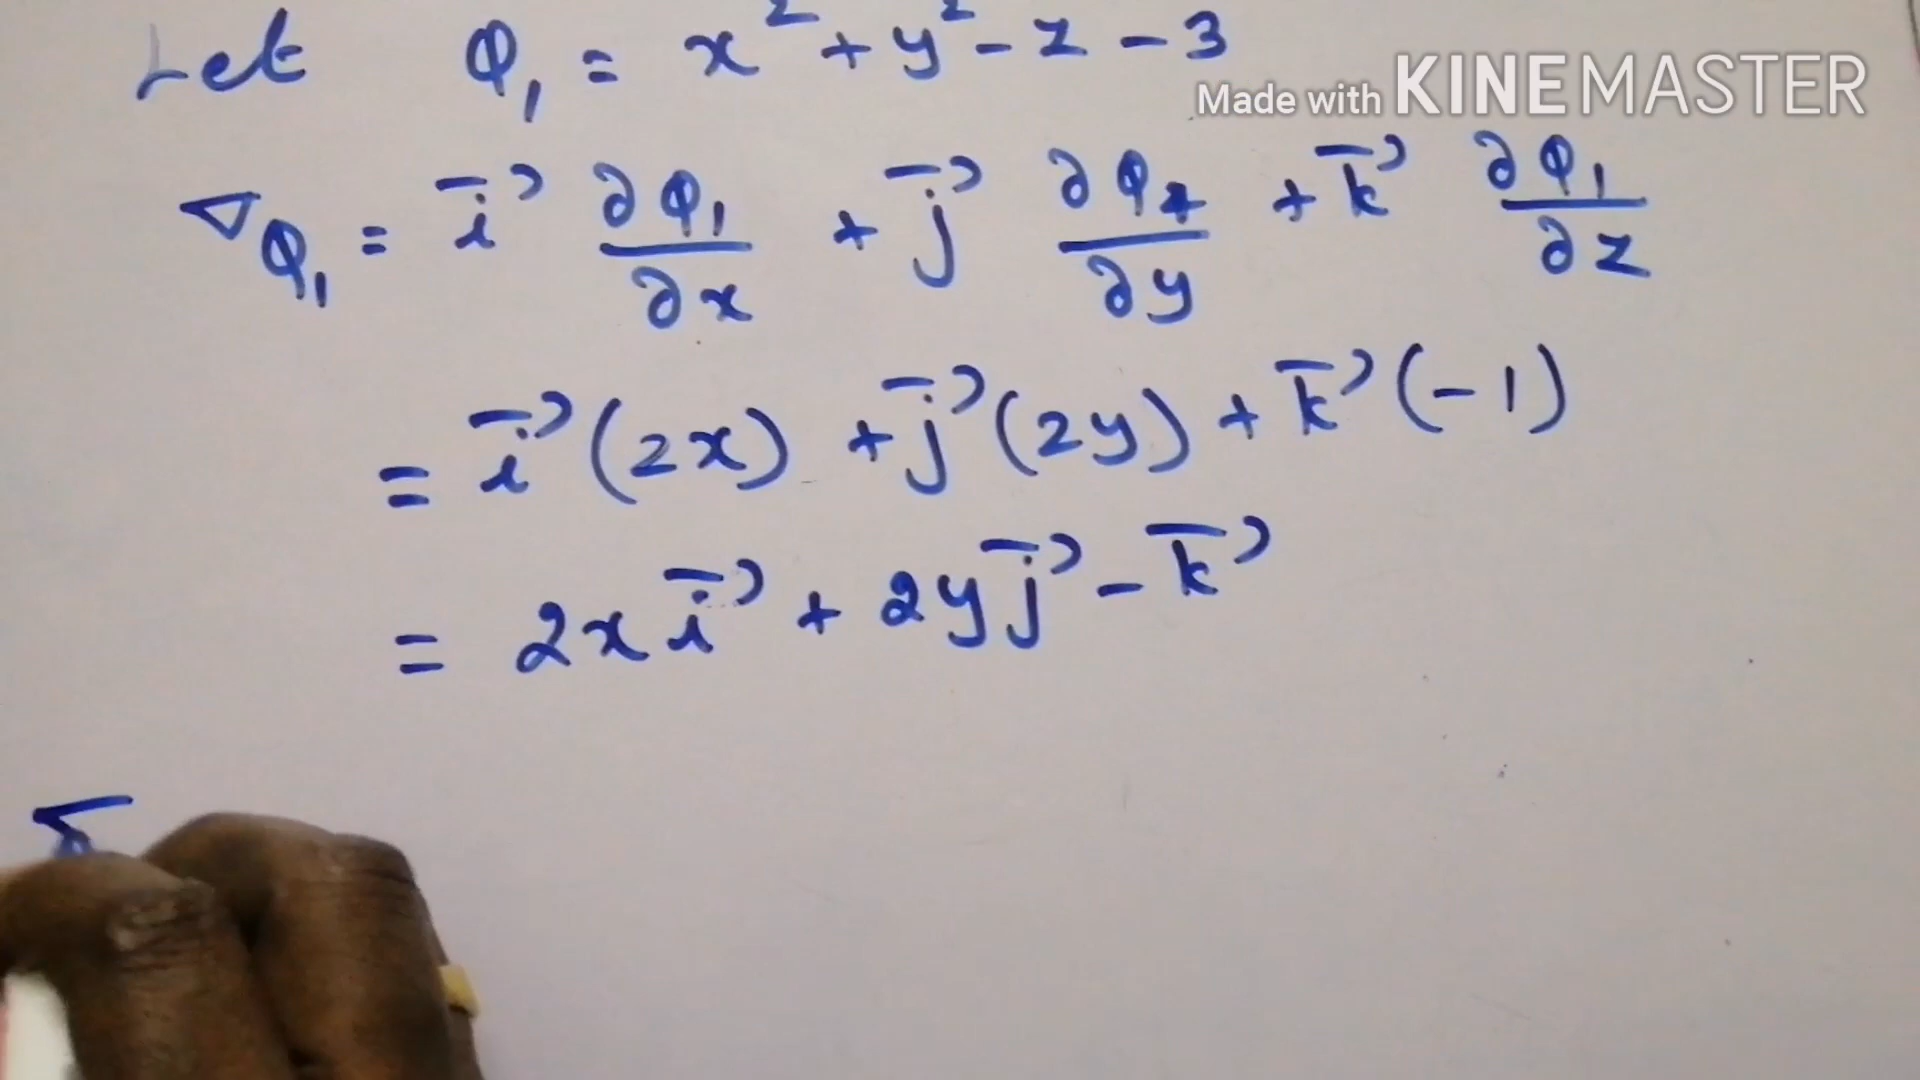 Let φ₁ = x² + y² - z - 3
Made with KINEMASTER
∇φ₁ = i⃗ ∂φ₁/∂x + j⃗ ∂φ₁/∂y + k⃗ ∂φ₁/∂z
= i⃗ (2x) + j⃗ (2y) + k⃗ (-1)
= 2x i⃗ + 2y j⃗ - k⃗